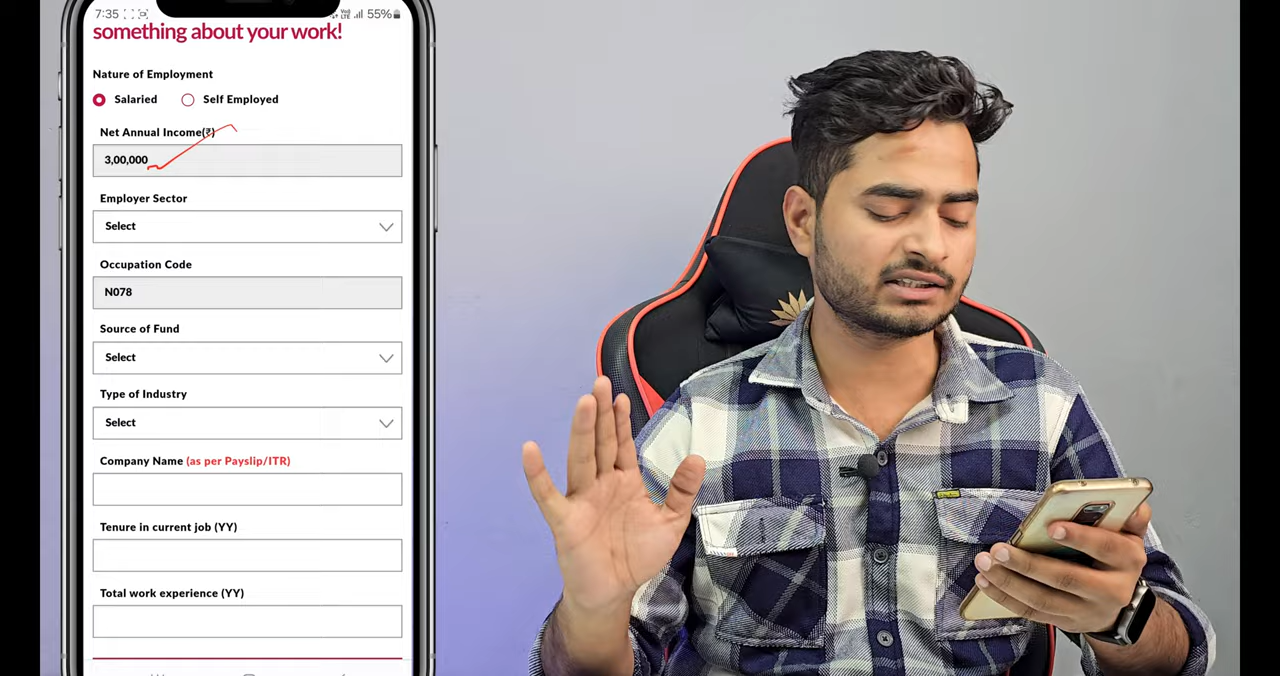 7:35
Vo)
LTE
55%
something about your work!
Nature of Employment
Salaried
Self Employed
Net Annual Income(₹)
3,00,000
Employer Sector
Select
Occupation Code
N078
Source of Fund
Select
Type of Industry
Select
Company Name (as per Payslip/ITR)
Tenure in current job (YY)
Total work experience (YY)